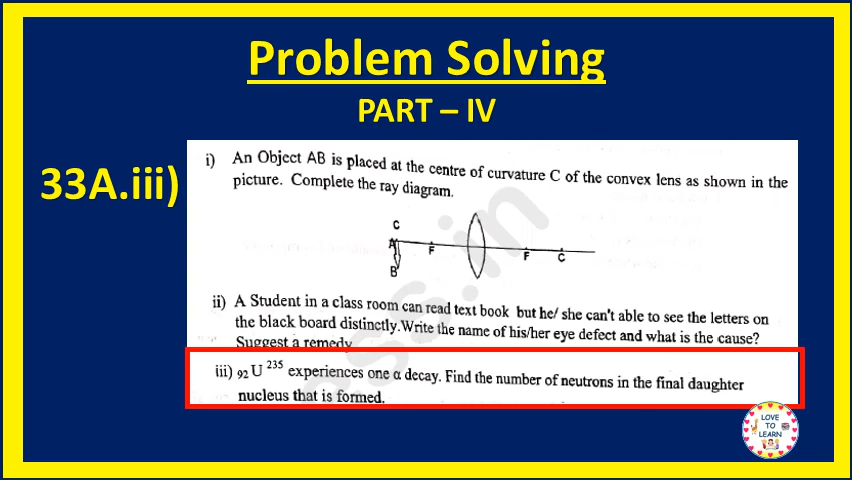 Problem Solving
PART – IV
33A.iii)
i) An Object AB is placed at the centre of curvature C of the convex lens as shown in the
picture. Complete the ray diagram.
C
A F F C
B
ii) A Student in a class room can read text book but he/ she can't able to see the letters on
the black board distinctly.Write the name of his/her eye defect and what is the cause?
Suggest a remedy
iii) 92 U 235 experiences one α decay. Find the number of neutrons in the final daughter
nucleus that is formed.
ess.in
LOVE
TO
LEARN